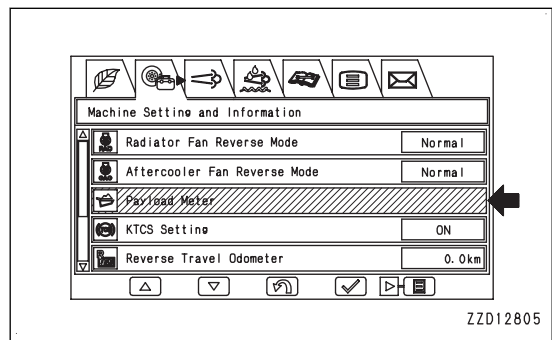 Machine Setting and Information
RAD
Radiator Fan Reverse Mode
Normal
Aftercooler Fan Reverse Mode
Normal
Payload Meter
KTCS Setting
ON
R
Reverse Travel Odometer
0.0km
ZZD12805